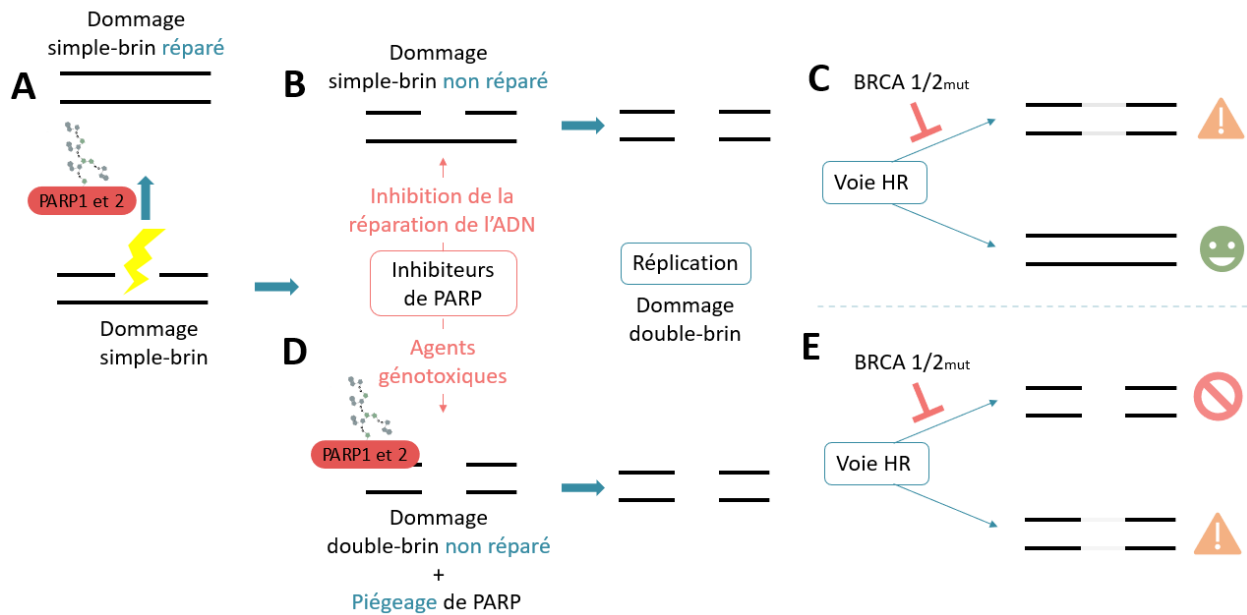 Dommage
simple-brin réparé
A
PARP1 et 2
Dommage
simple-brin
B
Dommage
simple-brin non réparé
Inhibition de la
réparation de l'ADN
Inhibiteurs
de PARP
Agents
génotoxiques
D
PARP1 et 2
Dommage
double-brin non réparé
+
Piégeage de PARP
Réplication
Dommage
double-brin
C
BRCA 1/2mut
Voie HR
E
BRCA 1/2mut
Voie HR